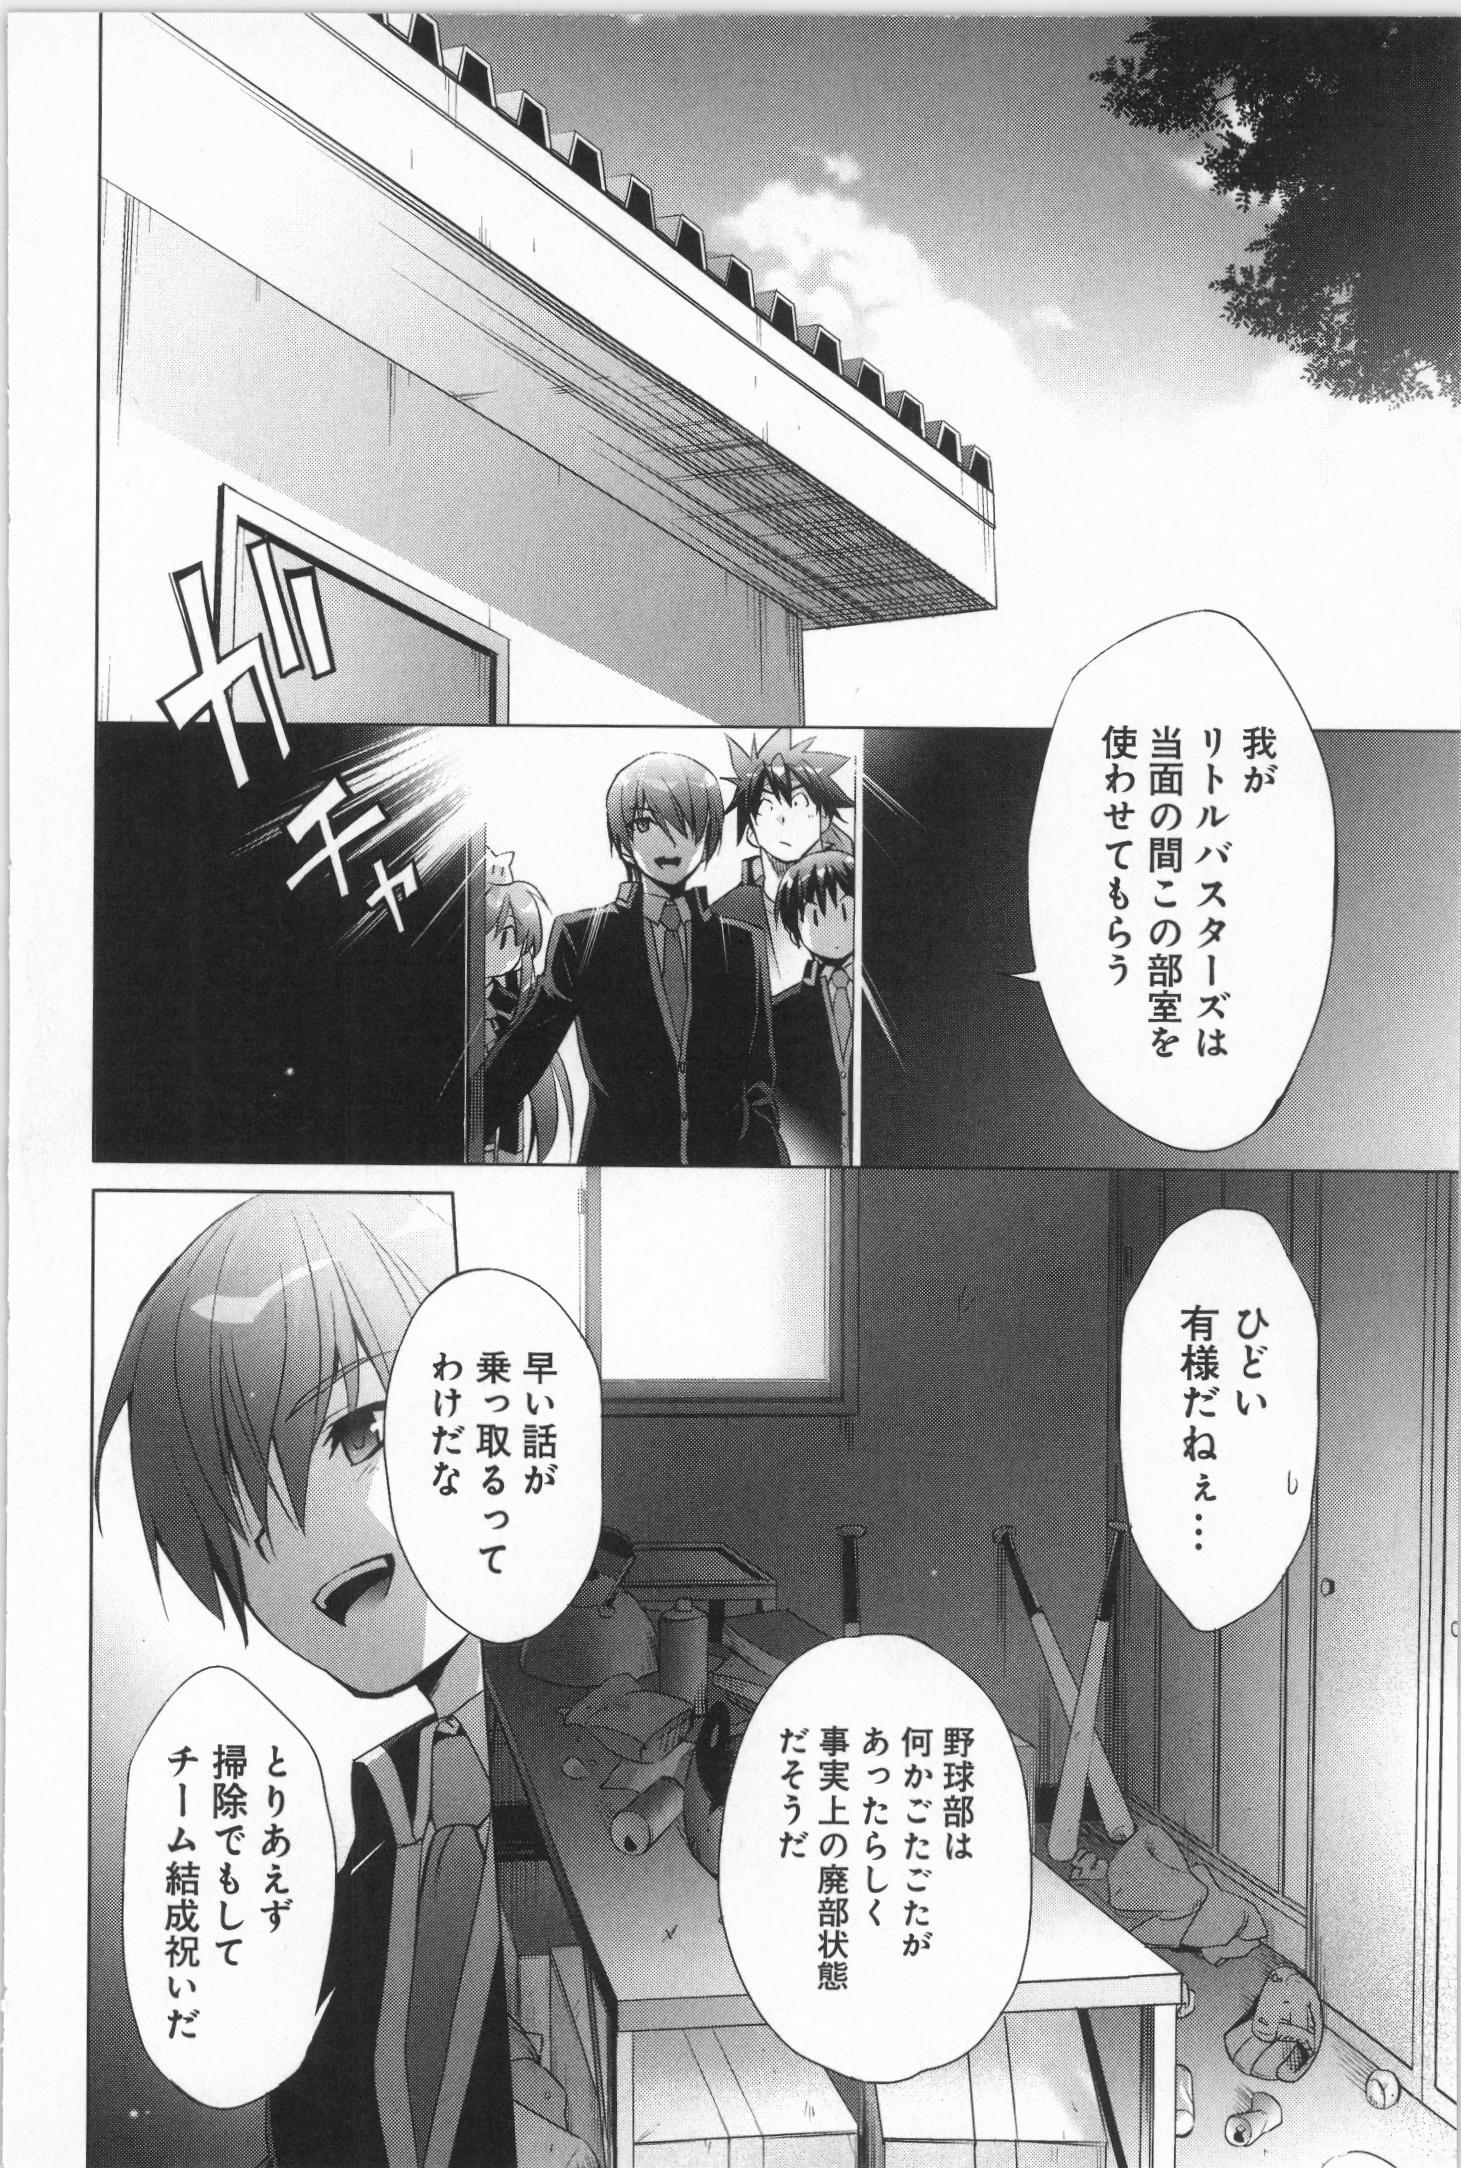 ガチャ
我が
リトルバスターズは
当面の間この部室を
使わせてもらう
ひどい
有様だねぇ…
野球部は
何かごたごたが
あったらしく
事実上の廃部状態
だそうだ
早い話が
乗っ取るって
わけだな
とりあえず
掃除でもして
チーム結成祝いだ